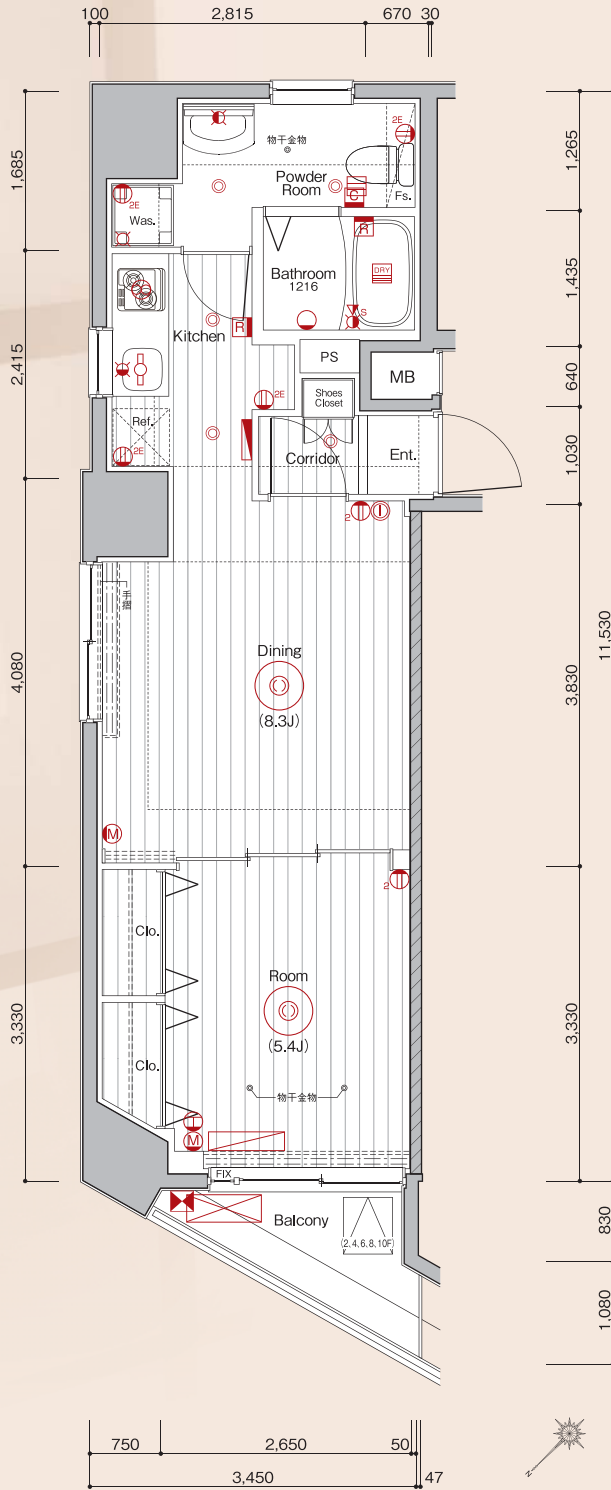 100 2,815 670 30
1,685
2,415
4,080
3,330
1,265
1,435
640
1,030
3,830
11,530
3,330
830
1,080
物干金物
2E
Powder
Room
C
Fs.
2E
Was.
R
DRY
Bathroom
1216
S
Kitchen
R
PS
MB
2E
Shoes
Closet
Ref.
2E
Corridor
Ent.
2
I
手摺
Dining
(8.3J)
M
2
Clo.
Room
(5.4J)
Clo.
物干金物
M
FIX
Balcony
(2,4,6,8,10F)
750 2,650 50
3,450 47
N